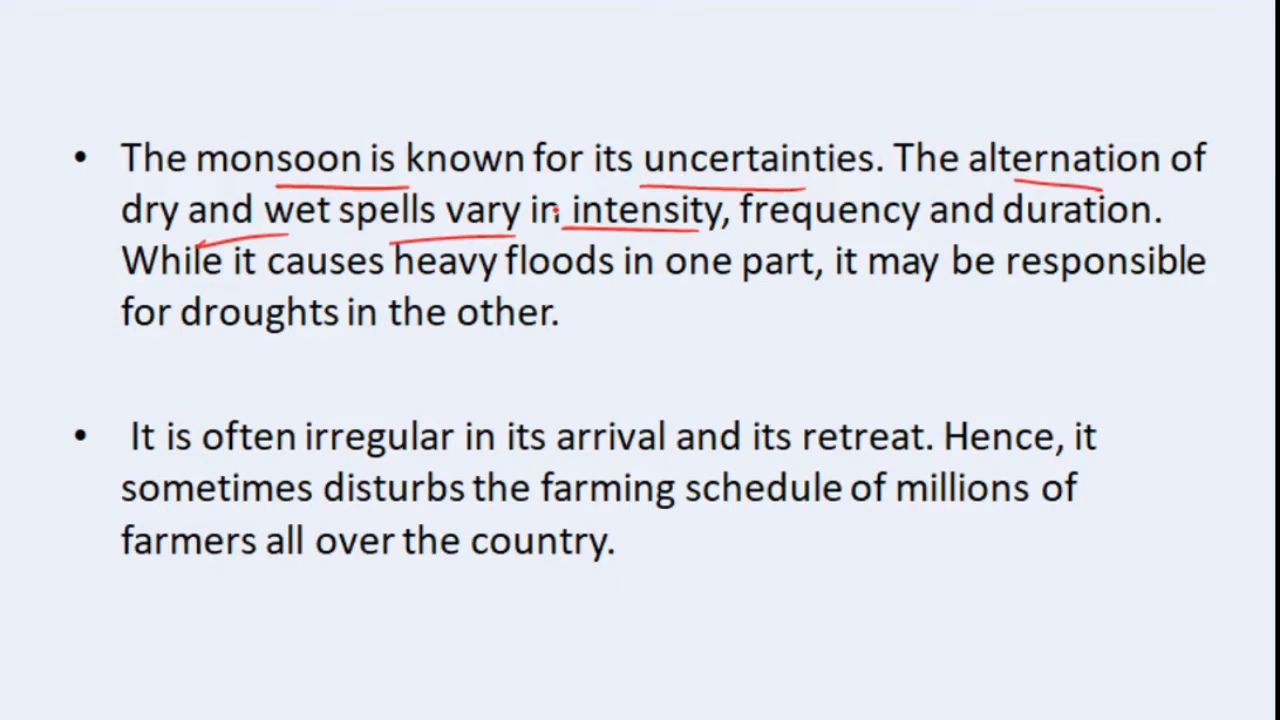 • The monsoon is known for its uncertainties. The alternation of
dry and wet spells vary in intensity, frequency and duration.
While it causes heavy floods in one part, it may be responsible
for droughts in the other.
• It is often irregular in its arrival and its retreat. Hence, it
sometimes disturbs the farming schedule of millions of
farmers all over the country.